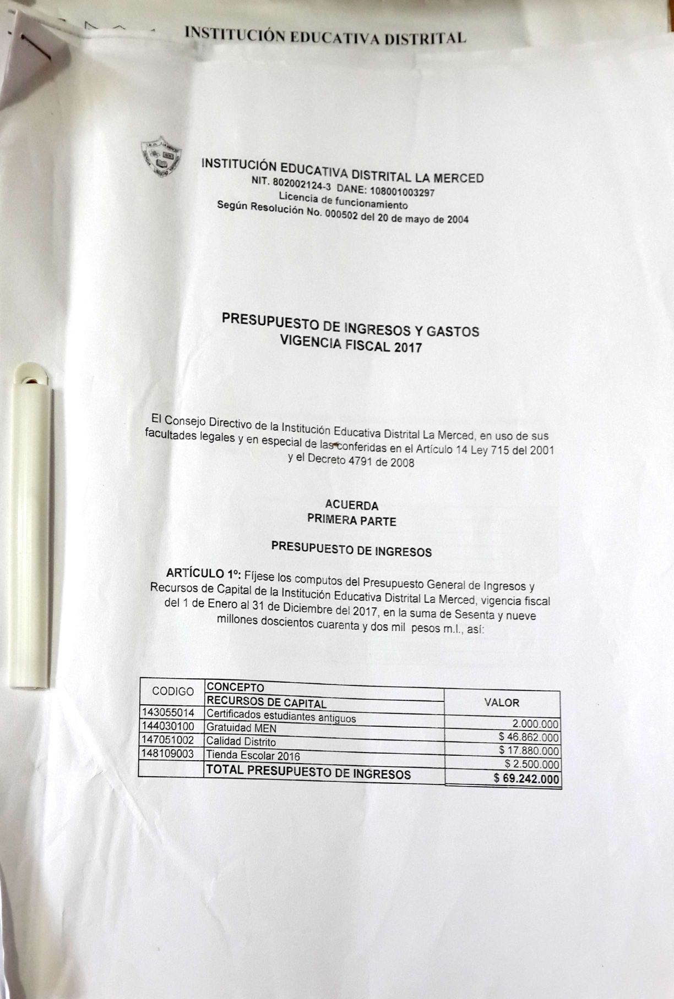 INSTITUCIÓN EDUCATIVA DISTRITAL
INSTITUCIÓN EDUCATIVA DISTRITAL LA MERCED
NIT. 802002124-3 DANE: 108001003297
Licencia de funcionamiento
Según Resolución No. 000502 del 20 de mayo de 2004
PRESUPUESTO DE INGRESOS Y GASTOS
VIGENCIA FISCAL 2017
El Consejo Directivo de la Institución Educativa Distrital La Merced, en uso de sus
facultades legales y en especial de las conferidas en el Artículo 14 Ley 715 del 2001
y el Decreto 4791 de 2008
ACUERDA
PRIMERA PARTE
PRESUPUESTO DE INGRESOS
ARTÍCULO 1º: Fíjese los computos del Presupuesto General de Ingresos y
Recursos de Capital de la Institución Educativa Distrital La Merced, vigencia fiscal
del 1 de Enero al 31 de Diciembre del 2017, en la suma de Sesenta y nueve
millones doscientos cuarenta y dos mil pesos m.l., así:
CODIGO CONCEPTO VALOR
RECURSOS DE CAPITAL
143055014 Certificados estudiantes antiguos 2.000.000
144030100 Gratuidad MEN $ 46.862.000
147051002 Calidad Distrito $ 17.880.000
148109003 Tienda Escolar 2016 $ 2.500.000
TOTAL PRESUPUESTO DE INGRESOS $ 69.242.000